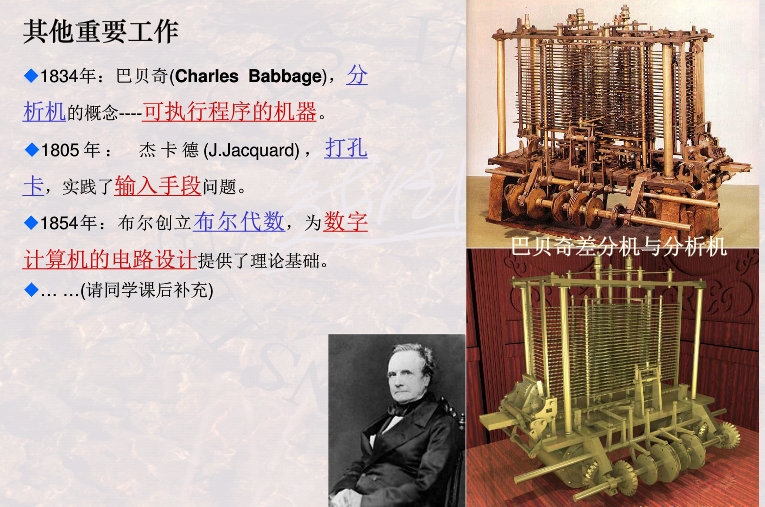 其他重要工作
◆1834年：巴贝奇(Charles Babbage)，分
析机的概念----可执行程序的机器。
◆1805年： 杰卡德(J.Jacquard)，打孔
卡，实践了输入手段问题。
◆1854年：布尔创立布尔代数，为数字
计算机的电路设计提供了理论基础。
◆… …(请同学课后补充)
巴贝奇差分机与分析机